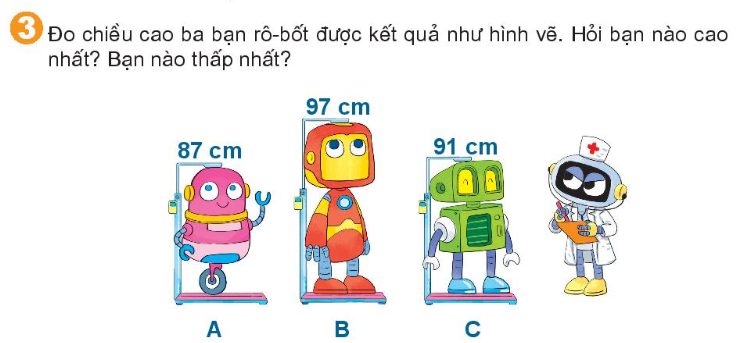 3 Đo chiều cao ba bạn rô-bốt được kết quả như hình vẽ. Hỏi bạn nào cao
nhất? Bạn nào thấp nhất?
97 cm
87 cm
91 cm
A B C